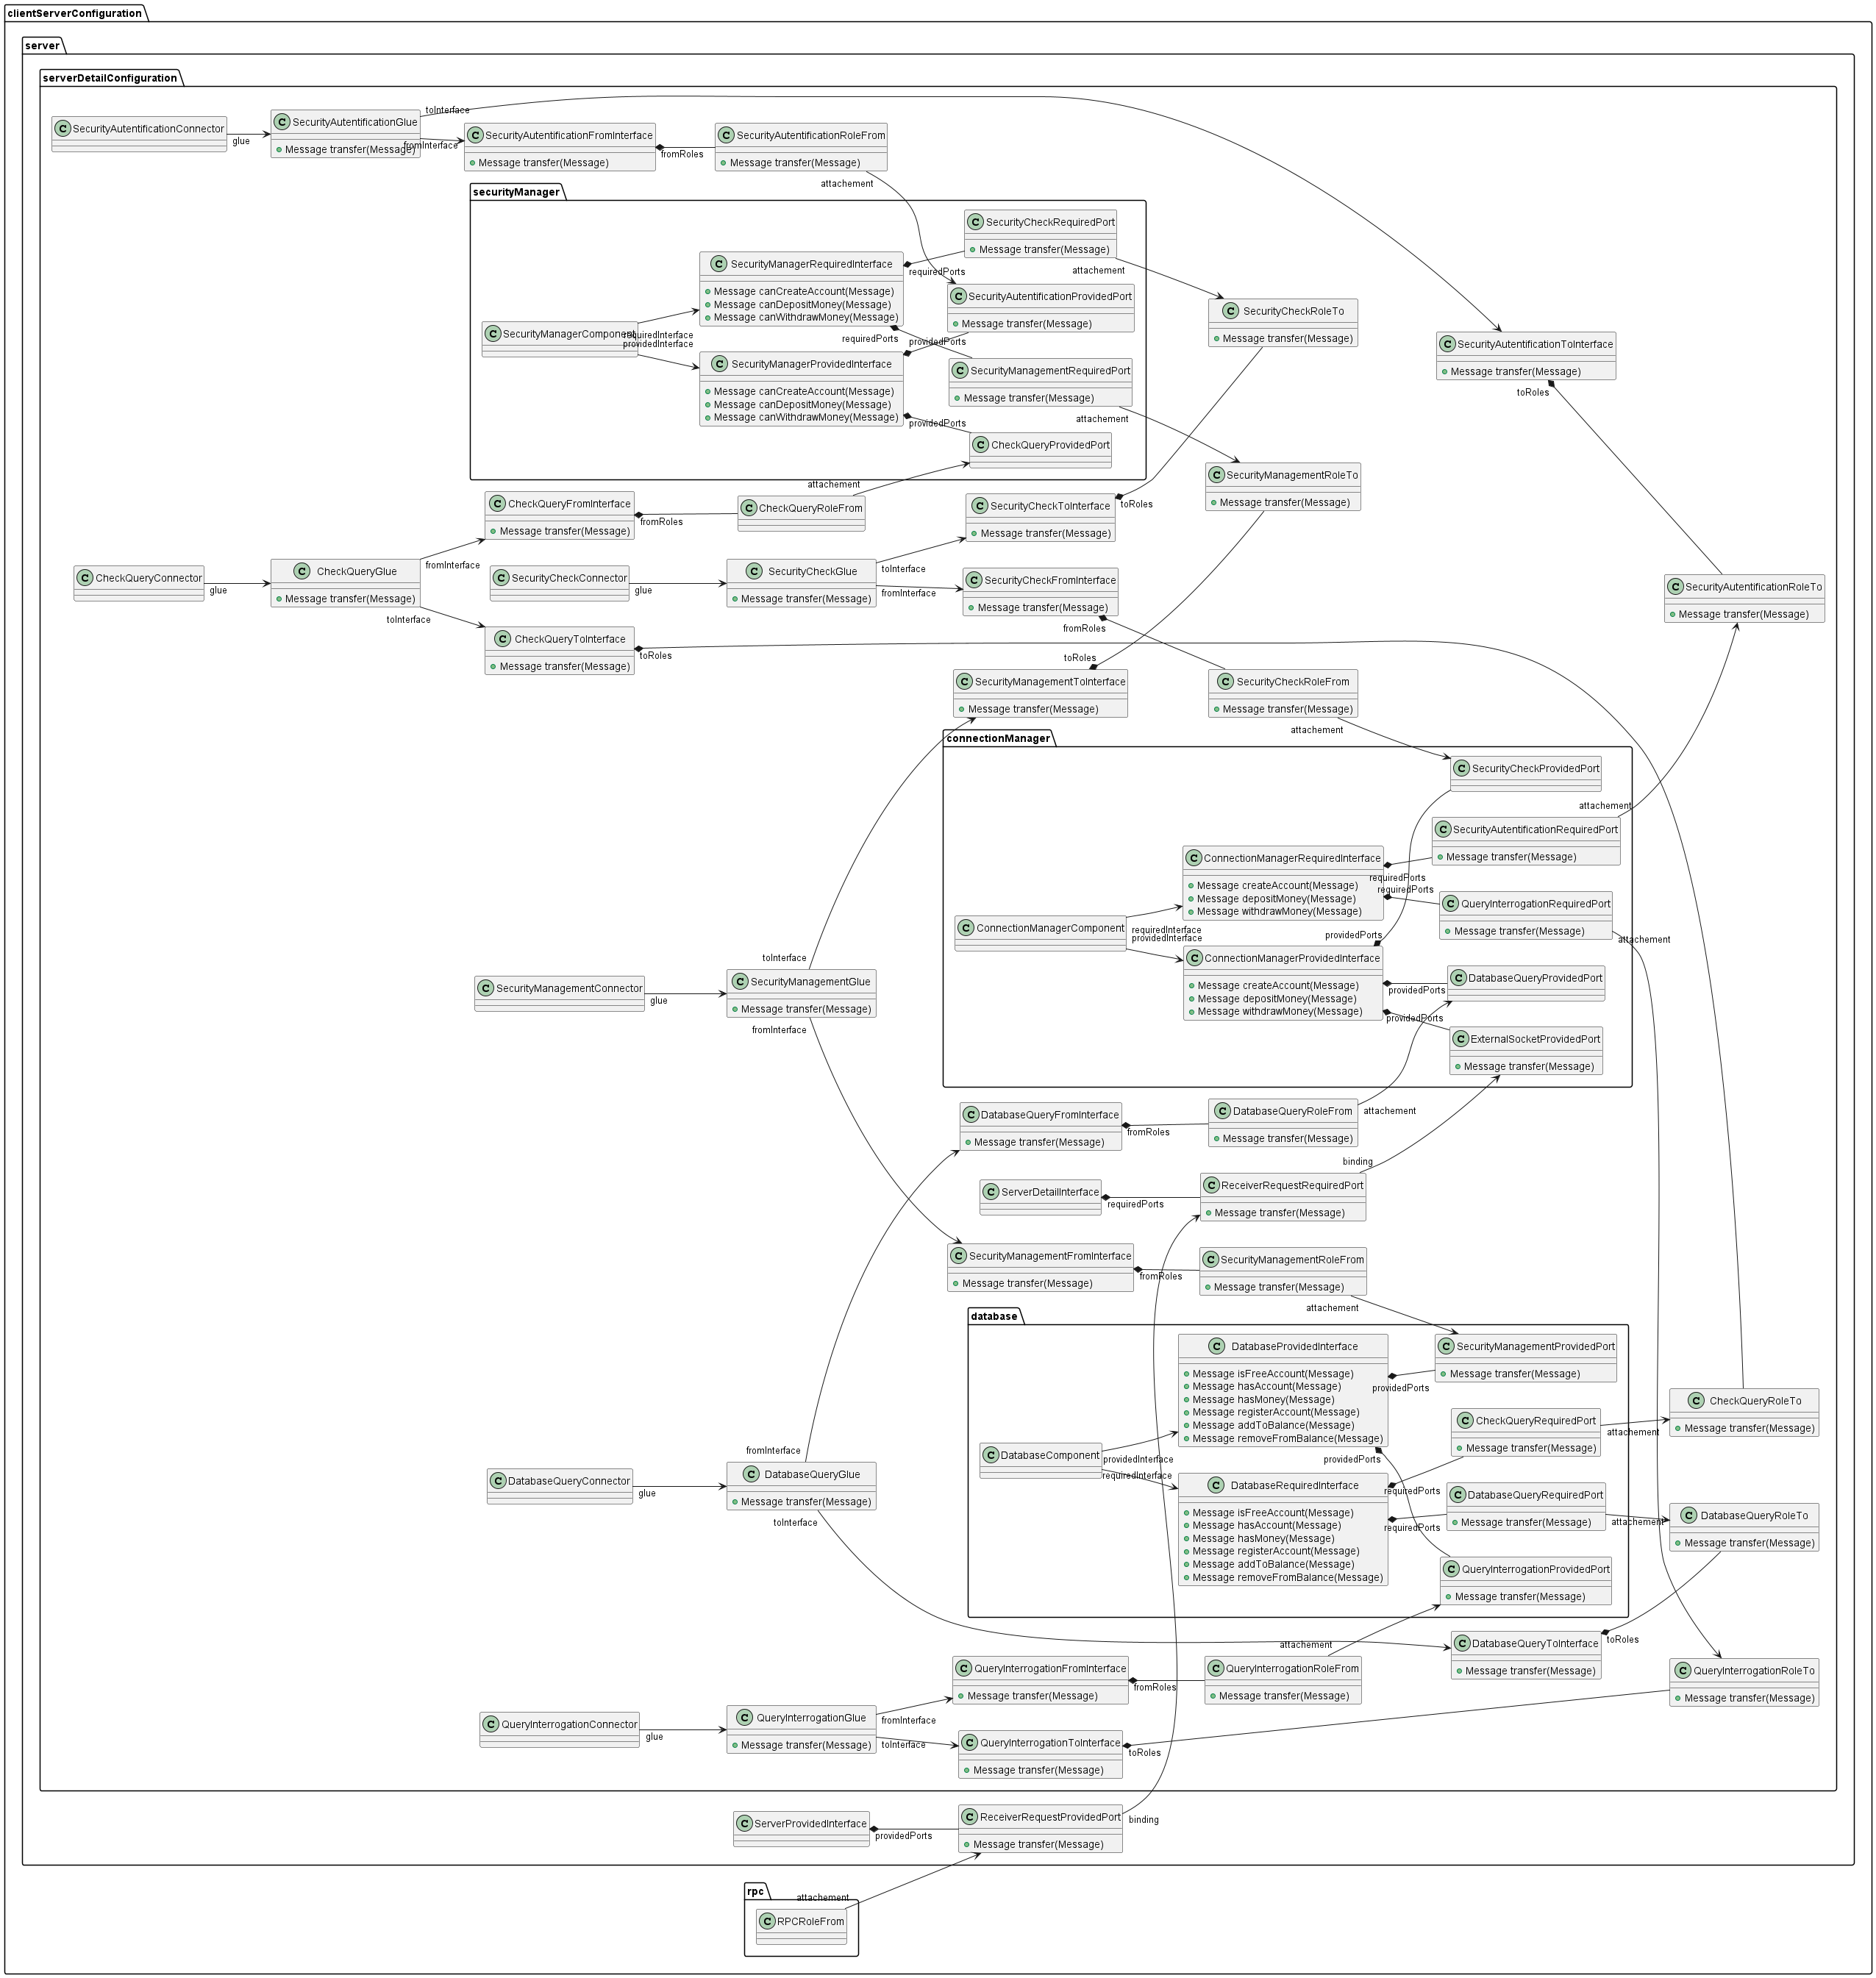 clientServerConfiguration
server
serverDetailConfiguration
C SecurityAutentificationConnector
glue
C SecurityAutentificationGlue
Message transfer(Message)
toInterface
fromInterface
C SecurityAutentificationFromInterface
Message transfer(Message)
fromRoles
C SecurityAutentificationRoleFrom
Message transfer(Message)
attachement
securityManager
C SecurityManagerComponent
requiredInterface
providedInterface
C SecurityManagerRequiredInterface
Message canCreateAccount(Message)
Message canDepositMoney(Message)
Message canWithdrawMoney(Message)
requiredPorts
requiredPorts
C SecurityManagerProvidedInterface
Message canCreateAccount(Message)
Message canDepositMoney(Message)
Message canWithdrawMoney(Message)
providedPorts
providedPorts
C SecurityCheckRequiredPort
Message transfer(Message)
attachement
C SecurityAutentificationProvidedPort
Message transfer(Message)
C SecurityManagementRequiredPort
Message transfer(Message)
attachement
C CheckQueryProvidedPort
C SecurityCheckRoleTo
Message transfer(Message)
C SecurityAutentificationToInterface
Message transfer(Message)
toRoles
C SecurityManagementRoleTo
Message transfer(Message)
C CheckQueryFromInterface
Message transfer(Message)
fromRoles
C CheckQueryRoleFrom
attachement
C SecurityCheckToInterface
Message transfer(Message)
toRoles
C CheckQueryConnector
glue
C CheckQueryGlue
Message transfer(Message)
fromInterface
toInterface
C SecurityCheckConnector
glue
C SecurityCheckGlue
Message transfer(Message)
toInterface
fromInterface
C SecurityCheckFromInterface
Message transfer(Message)
fromRoles
C SecurityAutentificationRoleTo
Message transfer(Message)
C CheckQueryToInterface
Message transfer(Message)
toRoles
toRoles
C SecurityManagementToInterface
Message transfer(Message)
C SecurityCheckRoleFrom
Message transfer(Message)
attachement
connectionManager
C SecurityCheckProvidedPort
attachement
C SecurityAutentificationRequiredPort
Message transfer(Message)
C ConnectionManagerRequiredInterface
Message createAccount(Message)
Message depositMoney(Message)
Message withdrawMoney(Message)
requiredPorts
requiredPorts
C QueryInterrogationRequiredPort
Message transfer(Message)
attachement
C ConnectionManagerComponent
requiredInterface
providedInterface
providedPorts
C ConnectionManagerProvidedInterface
Message createAccount(Message)
Message depositMoney(Message)
Message withdrawMoney(Message)
providedPorts
providedPorts
C DatabaseQueryProvidedPort
C ExternalSocketProvidedPort
Message transfer(Message)
C SecurityManagementConnector
glue
toInterface
C SecurityManagementGlue
Message transfer(Message)
fromInterface
C DatabaseQueryFromInterface
Message transfer(Message)
fromRoles
C DatabaseQueryRoleFrom
Message transfer(Message)
attachement
binding
C ServerDetailInterface
requiredPorts
C ReceiverRequestRequiredPort
Message transfer(Message)
C SecurityManagementFromInterface
Message transfer(Message)
fromRoles
C SecurityManagementRoleFrom
Message transfer(Message)
attachement
database
C DatabaseProvidedInterface
Message isFreeAccount(Message)
Message hasAccount(Message)
Message hasMoney(Message)
Message registerAccount(Message)
Message addToBalance(Message)
Message removeFromBalance(Message)
providedPorts
providedPorts
C SecurityManagementProvidedPort
Message transfer(Message)
C CheckQueryRequiredPort
Message transfer(Message)
attachement
C CheckQueryRoleTo
Message transfer(Message)
C DatabaseComponent
providedInterface
requiredInterface
C DatabaseRequiredInterface
Message isFreeAccount(Message)
Message hasAccount(Message)
Message hasMoney(Message)
Message registerAccount(Message)
Message addToBalance(Message)
Message removeFromBalance(Message)
requiredPorts
requiredPorts
C DatabaseQueryRequiredPort
Message transfer(Message)
attachement
C DatabaseQueryRoleTo
Message transfer(Message)
C QueryInterrogationProvidedPort
Message transfer(Message)
C DatabaseQueryConnector
glue
fromInterface
C DatabaseQueryGlue
Message transfer(Message)
toInterface
C DatabaseQueryToInterface
Message transfer(Message)
toRoles
C QueryInterrogationFromInterface
Message transfer(Message)
fromRoles
attachement
C QueryInterrogationRoleFrom
Message transfer(Message)
C QueryInterrogationRoleTo
Message transfer(Message)
C QueryInterrogationConnector
glue
C QueryInterrogationGlue
Message transfer(Message)
fromInterface
toInterface
C QueryInterrogationToInterface
Message transfer(Message)
toRoles
C ServerProvidedInterface
providedPorts
C ReceiverRequestProvidedPort
Message transfer(Message)
binding
rpc
attachement
C RPCRoleFrom